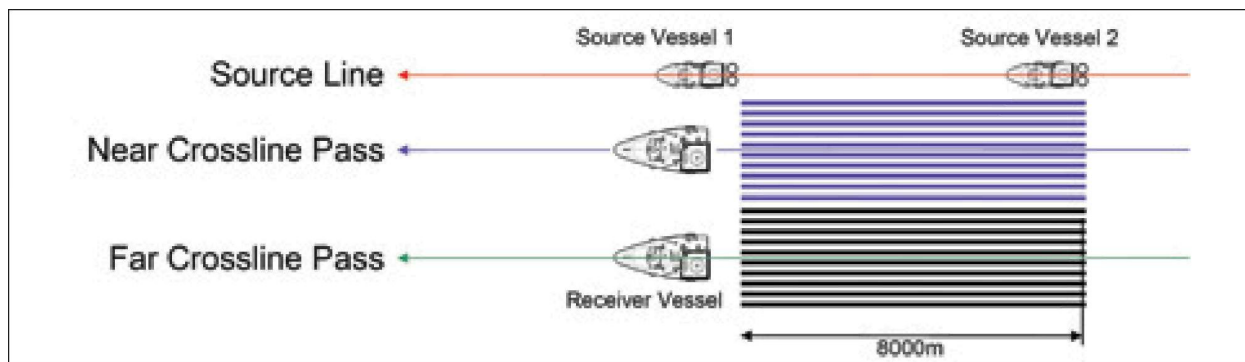 Source Vessel 1
Source Vessel 2
Source Line
Near Crossline Pass
Far Crossline Pass
Receiver Vessel
8000m